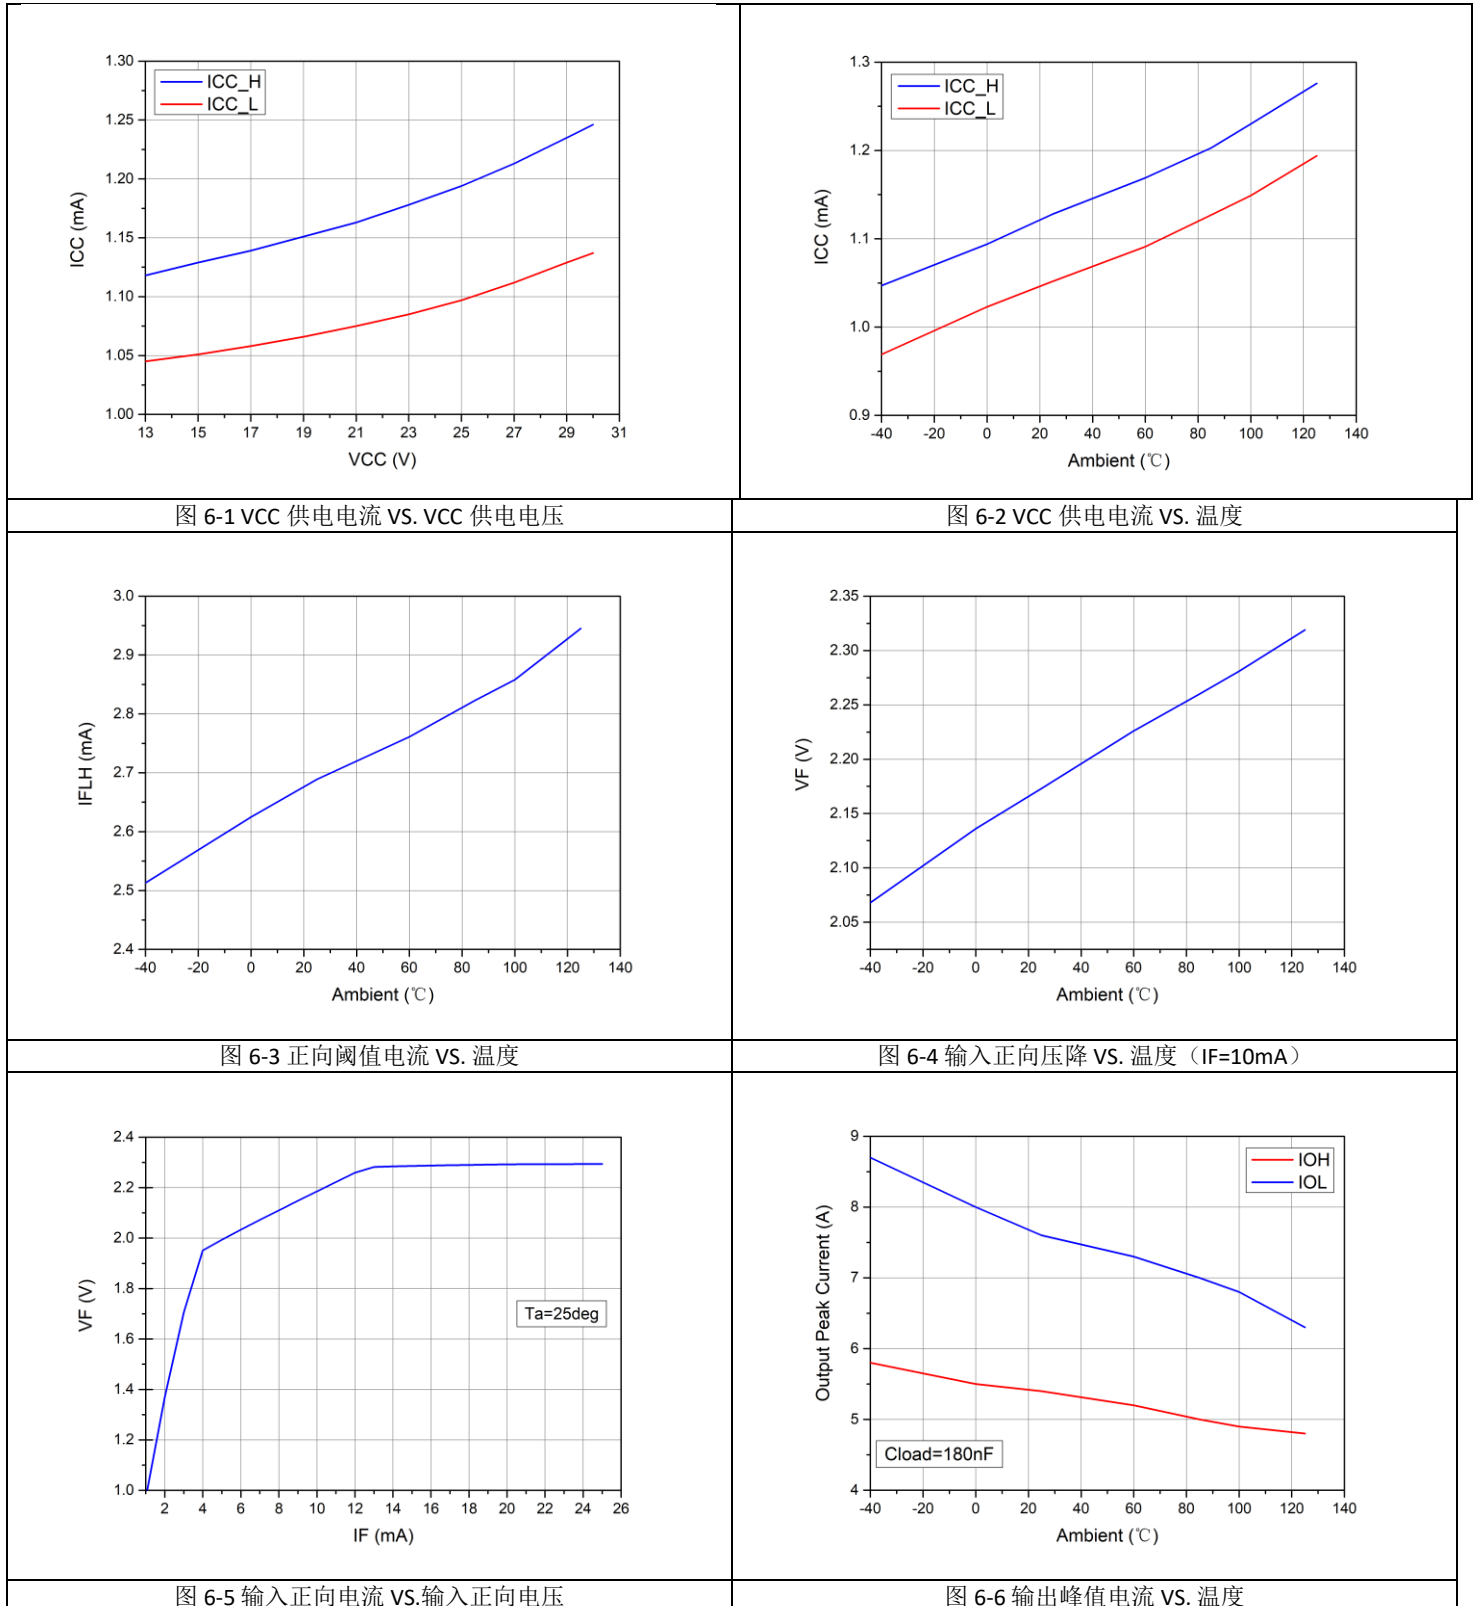 1.30
1.25
1.20
1.15
1.10
1.05
1.00
ICC (mA)
ICC_H
ICC_L
13 15 17 19 21 23 25 27 29 31
VCC (V)
1.3
1.2
1.1
1.0
0.9
ICC (mA)
ICC_H
ICC_L
-40 -20 0 20 40 60 80 100 120 140
Ambient (℃)
图 6-1 VCC 供电电流 VS. VCC 供电电压
图 6-2 VCC 供电电流 VS. 温度
3.0
2.9
2.8
2.7
2.6
2.5
2.4
IFLH (mA)
-40 -20 0 20 40 60 80 100 120 140
Ambient (℃)
2.35
2.30
2.25
2.20
2.15
2.10
2.05
VF (V)
-40 -20 0 20 40 60 80 100 120 140
Ambient (℃)
图 6-3 正向阈值电流 VS. 温度
图 6-4 输入正向压降 VS. 温度（IF=10mA）
2.4
2.2
2.0
1.8
1.6
1.4
1.2
1.0
VF (V)
Ta=25deg
2 4 6 8 10 12 14 16 18 20 22 24 26
IF (mA)
9
8
7
6
5
4
Output Peak Current (A)
IOH
IOL
Cload=180nF
-40 -20 0 20 40 60 80 100 120 140
Ambient (℃)
图 6-5 输入正向电流 VS.输入正向电压
图 6-6 输出峰值电流 VS. 温度